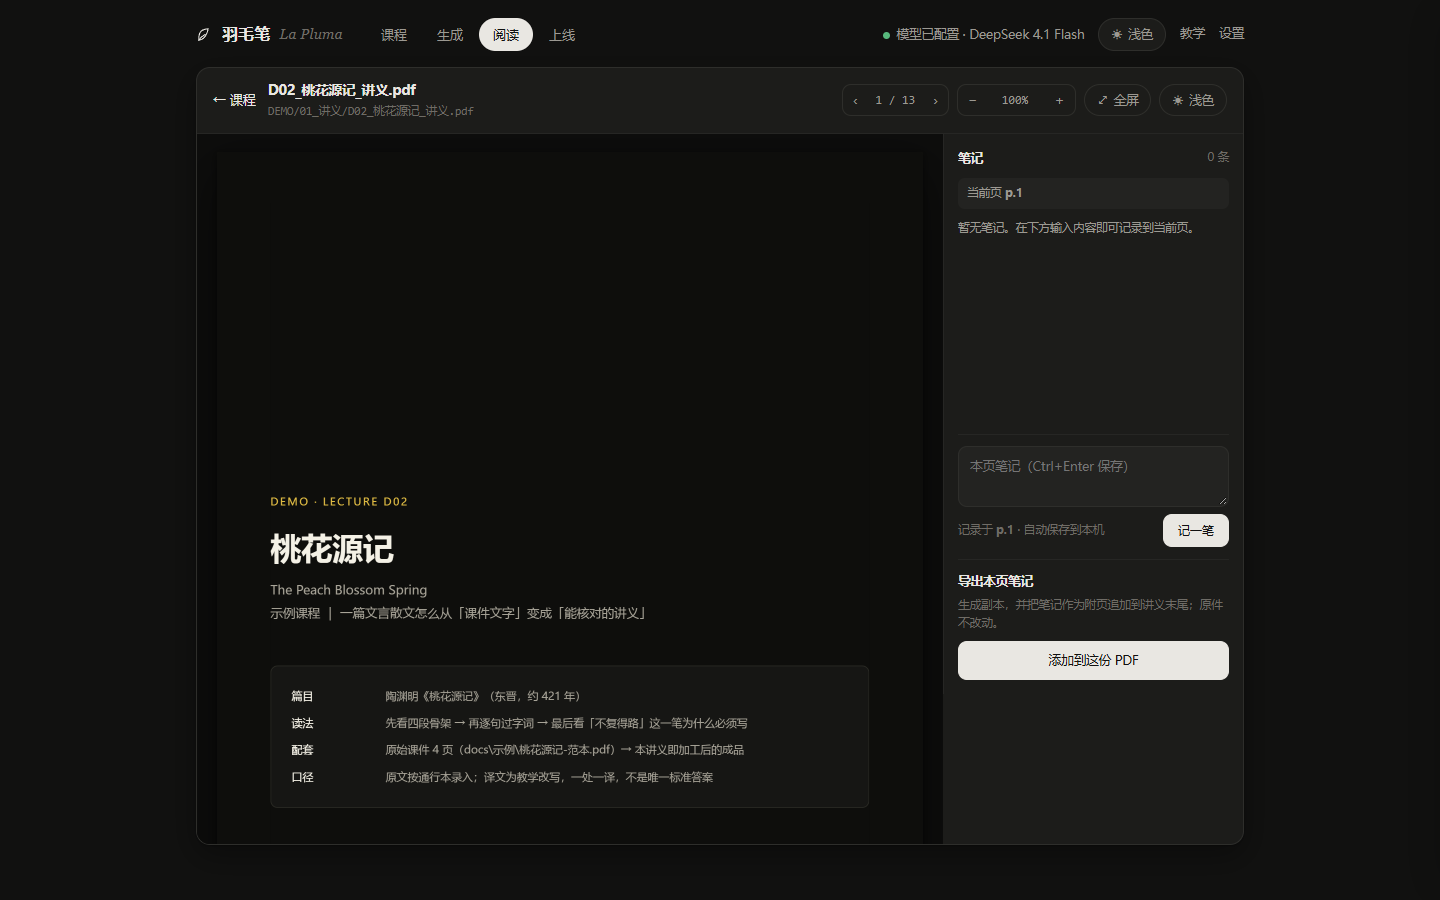 羽毛笔 La Pluma 课程 生成 阅读 上线 模型已配置 · DeepSeek 4.1 Flash ☀ 浅色 教学 设置
← 课程 D02_桃花源记_讲义.pdf
DEMO/01_讲义/D02_桃花源记_讲义.pdf
‹ 1 / 13 › − 100% + ⤢ 全屏 ☀ 浅色
DEMO · LECTURE D02
桃花源记
The Peach Blossom Spring
示例课程 | 一篇文言散文怎么从「课件文字」变成「能核对的讲义」
篇目 陶渊明《桃花源记》（东晋，约 421 年）
读法 先看四段骨架 → 再逐句过字词 → 最后看「不复得路」这一笔为什么必须写
配套 原始课件 4 页（docs\示例\桃花源记-范本.pdf）→ 本讲义即加工后的成品
口径 原文按通行本录入；译文为教学改写，一处一译，不是唯一标准答案
笔记 0 条
当前页 p.1
暂无笔记。在下方输入内容即可记录到当前页。
本页笔记（Ctrl+Enter 保存）
记录于 p.1 · 自动保存到本机 记一笔
导出本页笔记
生成副本，并把笔记作为附页追加到讲义末尾；原件
不改动。
添加到这份 PDF